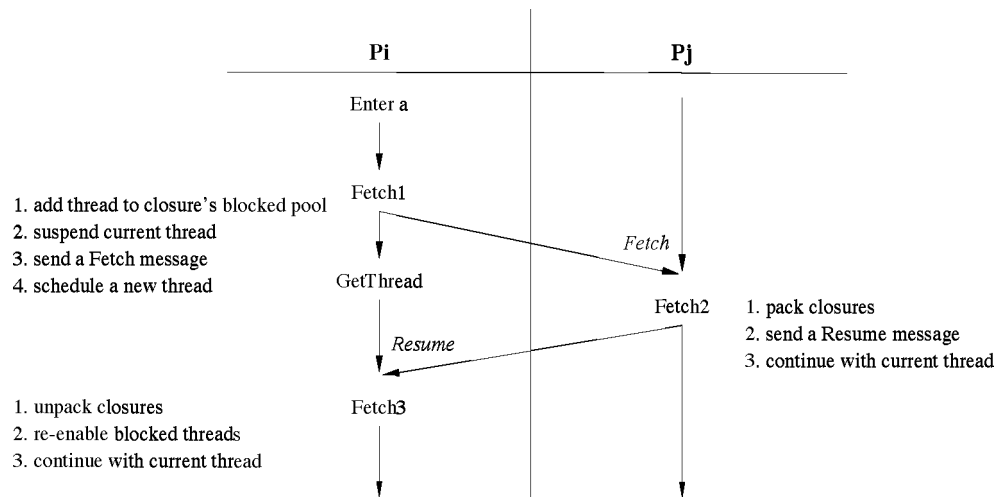 Pi
Pj
Enter a
Fetch1
1. add thread to closure's blocked pool
2. suspend current thread
3. send a Fetch message
4. schedule a new thread
Fetch
GetThread
Fetch2
1. pack closures
2. send a Resume message
3. continue with current thread
Resume
Fetch3
1. unpack closures
2. re-enable blocked threads
3. continue with current thread